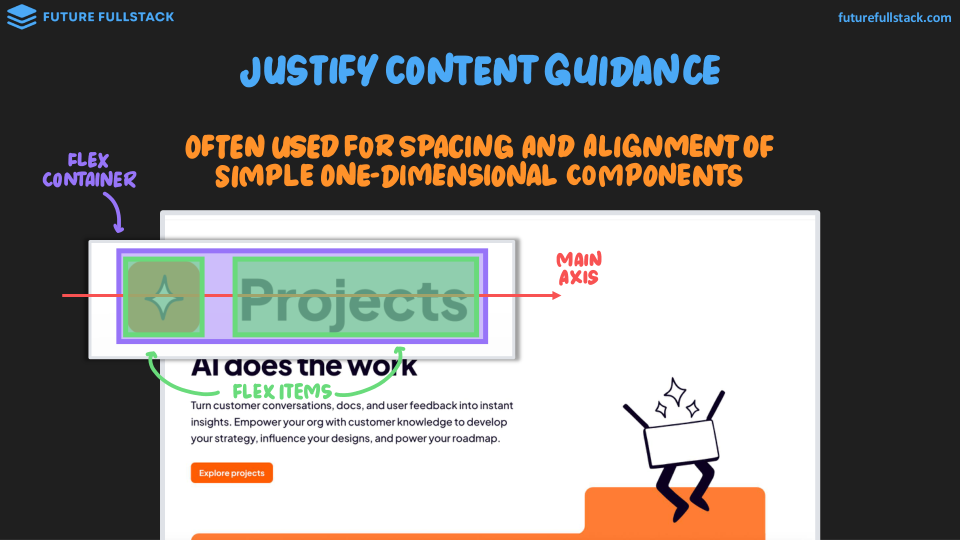 FUTURE FULLSTACK
futurefullstack.com
JUSTIFY CONTENT GUIDANCE
OFTEN USED FOR SPACING AND ALIGNMENT OF
SIMPLE ONE-DIMENSIONAL COMPONENTS
FLEX
CONTAINER
MAIN
AXIS
Projects
AI does the work
FLEX ITEMS
Turn customer conversations, docs, and user feedback into instant
insights. Empower your org with customer knowledge to develop
your strategy, influence your designs, and power your roadmap.
Explore projects